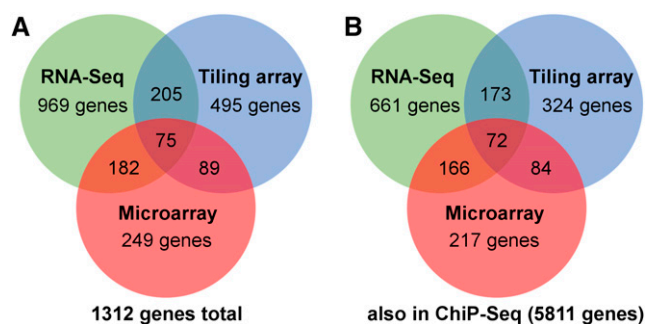 A
RNA-Seq
969 genes
205
Tiling array
495 genes
75
182
89
Microarray
249 genes
1312 genes total
B
RNA-Seq
661 genes
173
Tiling array
324 genes
72
166
84
Microarray
217 genes
also in ChiP-Seq (5811 genes)